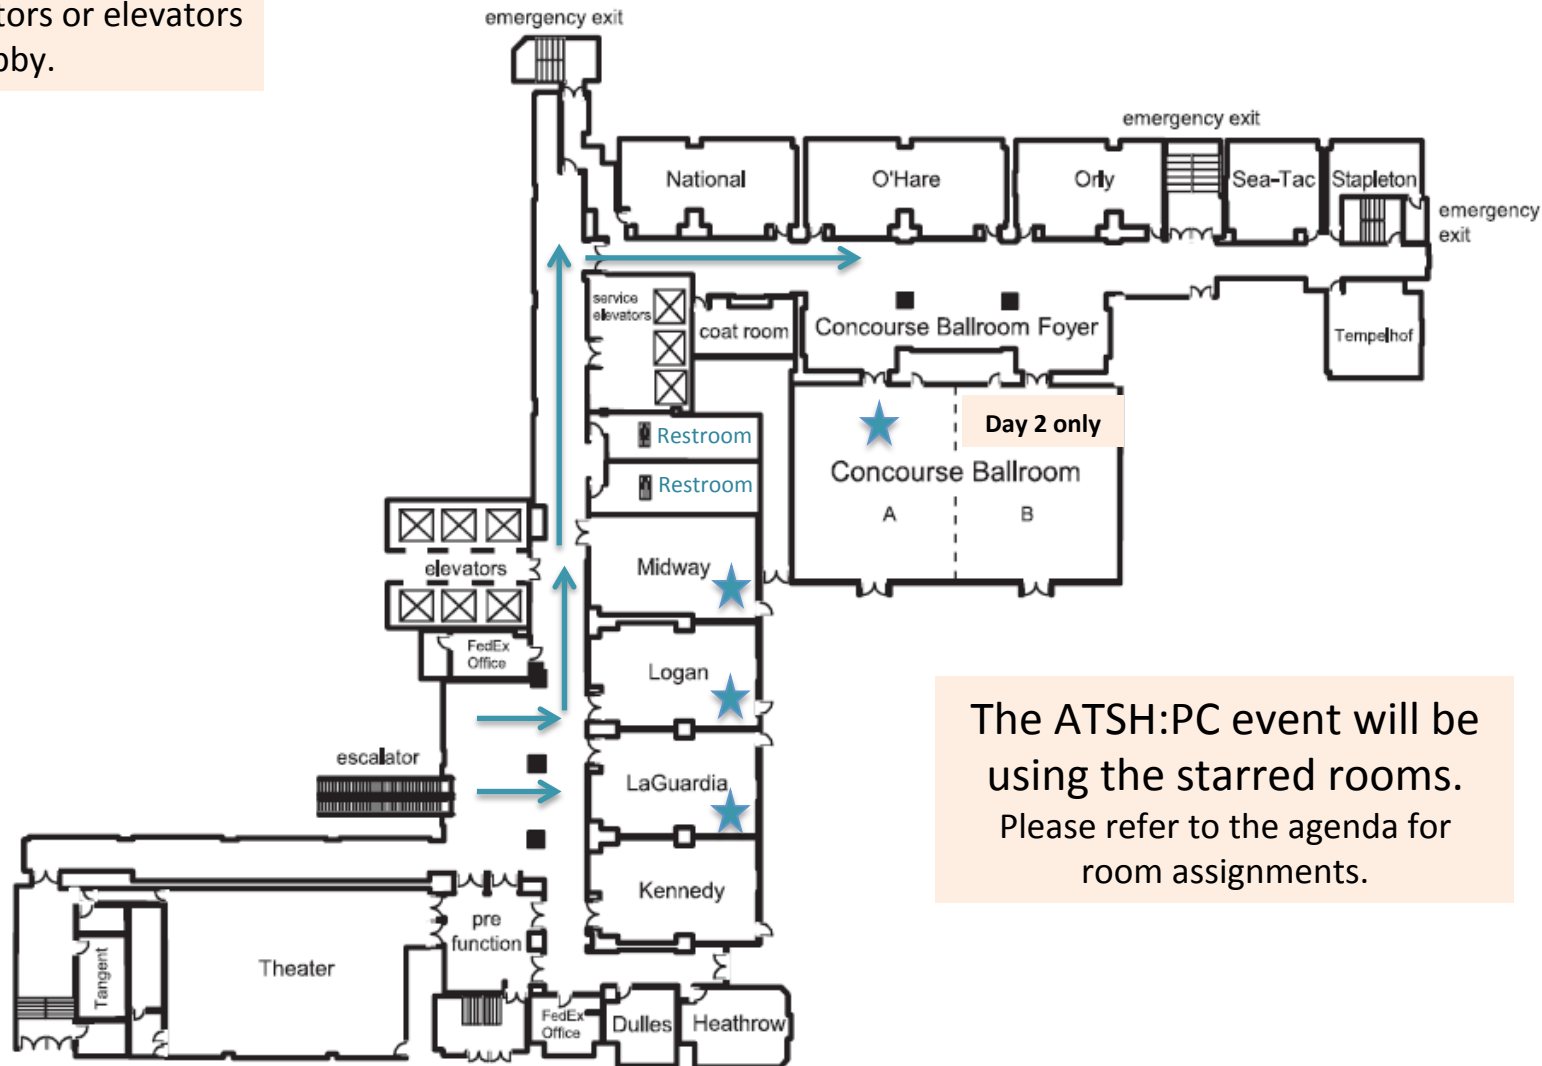 tors or elevators
bby.
emergency exit
emergency exit
National
O'Hare
Orly
Sea-Tac
Stapleton
emergency
exit
service
elevators
coat room
Concourse Ballroom Foyer
Tempelhof
Restroom
Day 2 only
Concourse Ballroom
Restroom
A
B
elevators
Midway
FedEx
Office
Logan
The ATSH:PC event will be
using the starred rooms.
Please refer to the agenda for
room assignments.
escalator
LaGuardia
Kennedy
pre
function
Tangent
Theater
FedEx
Office
Dulles
Heathrow